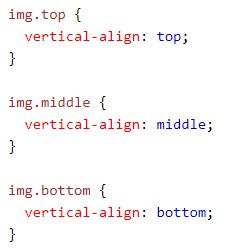 img.top {
  vertical-align: top;
}

img.middle {
  vertical-align: middle;
}

img.bottom {
  vertical-align: bottom;
}